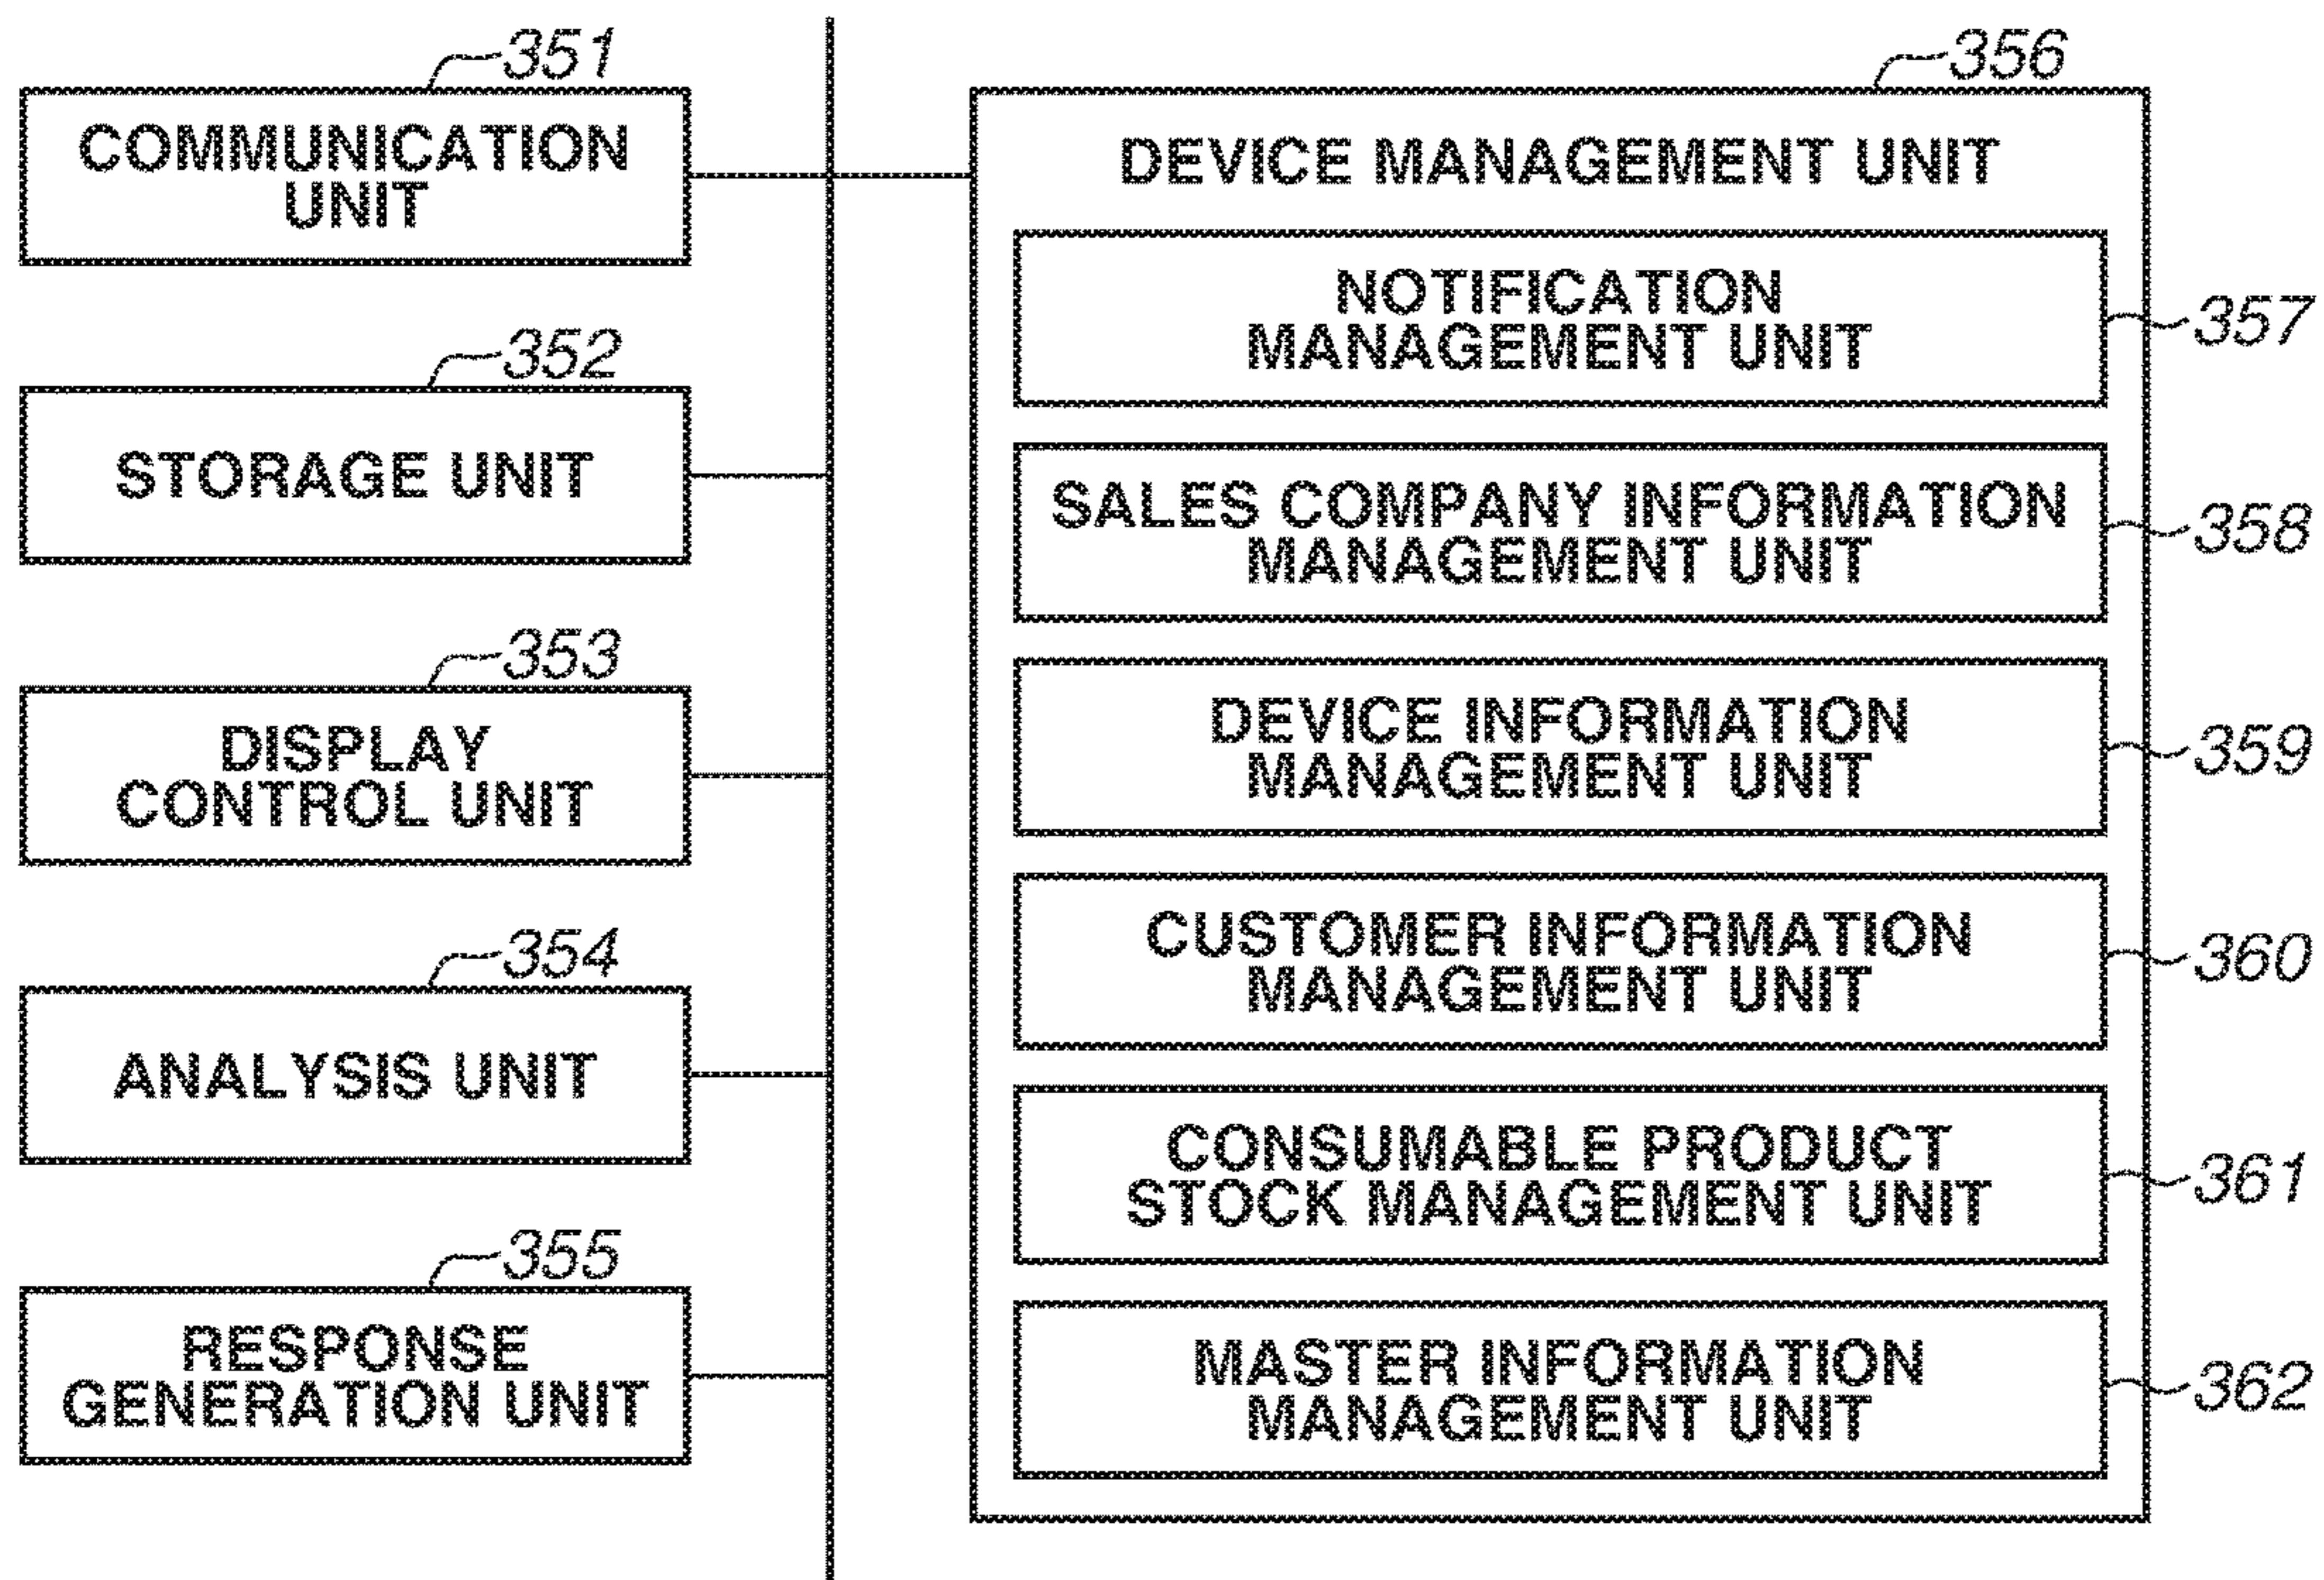 351
COMMUNICATION
UNIT
352
STORAGE UNIT
353
DISPLAY
CONTROL UNIT
354
ANALYSIS UNIT
355
RESPONSE
GENERATION UNIT
356
DEVICE MANAGEMENT UNIT
NOTIFICATION
MANAGEMENT UNIT
357
SALES COMPANY INFORMATION
MANAGEMENT UNIT
358
DEVICE INFORMATION
MANAGEMENT UNIT
359
CUSTOMER INFORMATION
MANAGEMENT UNIT
360
CONSUMABLE PRODUCT
STOCK MANAGEMENT UNIT
361
MASTER INFORMATION
MANAGEMENT UNIT
362